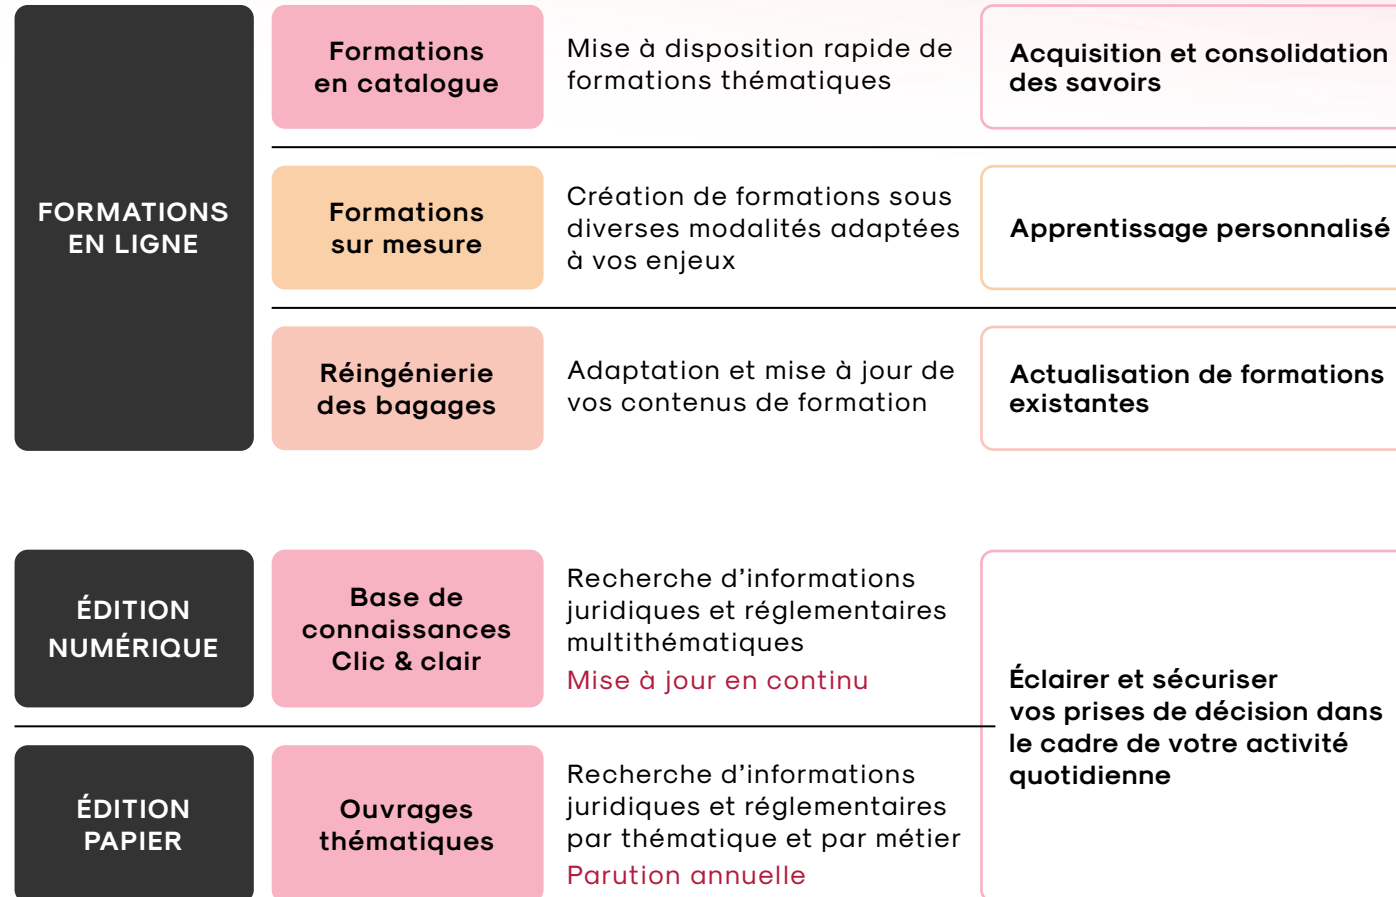 FORMATIONS
EN LIGNE
Formations
en catalogue
Mise à disposition rapide de
formations thématiques
Acquisition et consolidation
des savoirs
Formations
sur mesure
Création de formations sous
diverses modalités adaptées
à vos enjeux
Apprentissage personnalisé
Réingénierie
des bagages
Adaptation et mise à jour de
vos contenus de formation
Actualisation de formations
existantes
ÉDITION
NUMÉRIQUE
Base de
connaissances
Clic & clair
Recherche d’informations
juridiques et réglementaires
multithématiques
Mise à jour en continu
Éclairer et sécuriser
vos prises de décision dans
le cadre de votre activité
quotidienne
ÉDITION
PAPIER
Ouvrages
thématiques
Recherche d’informations
juridiques et réglementaires
par thématique et par métier
Parution annuelle